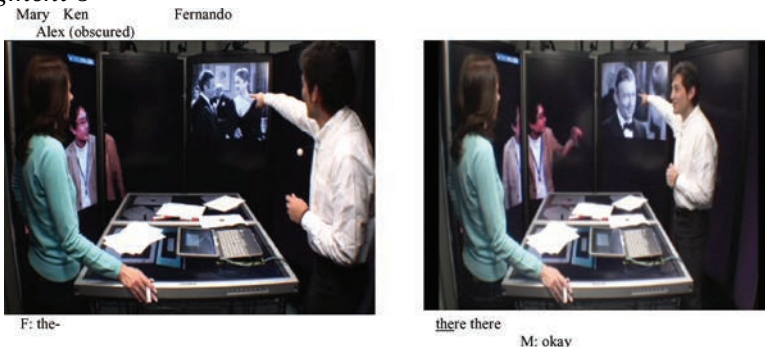 Mary Ken Fernando
Alex (obscured)
F: the-
there there
M: okay